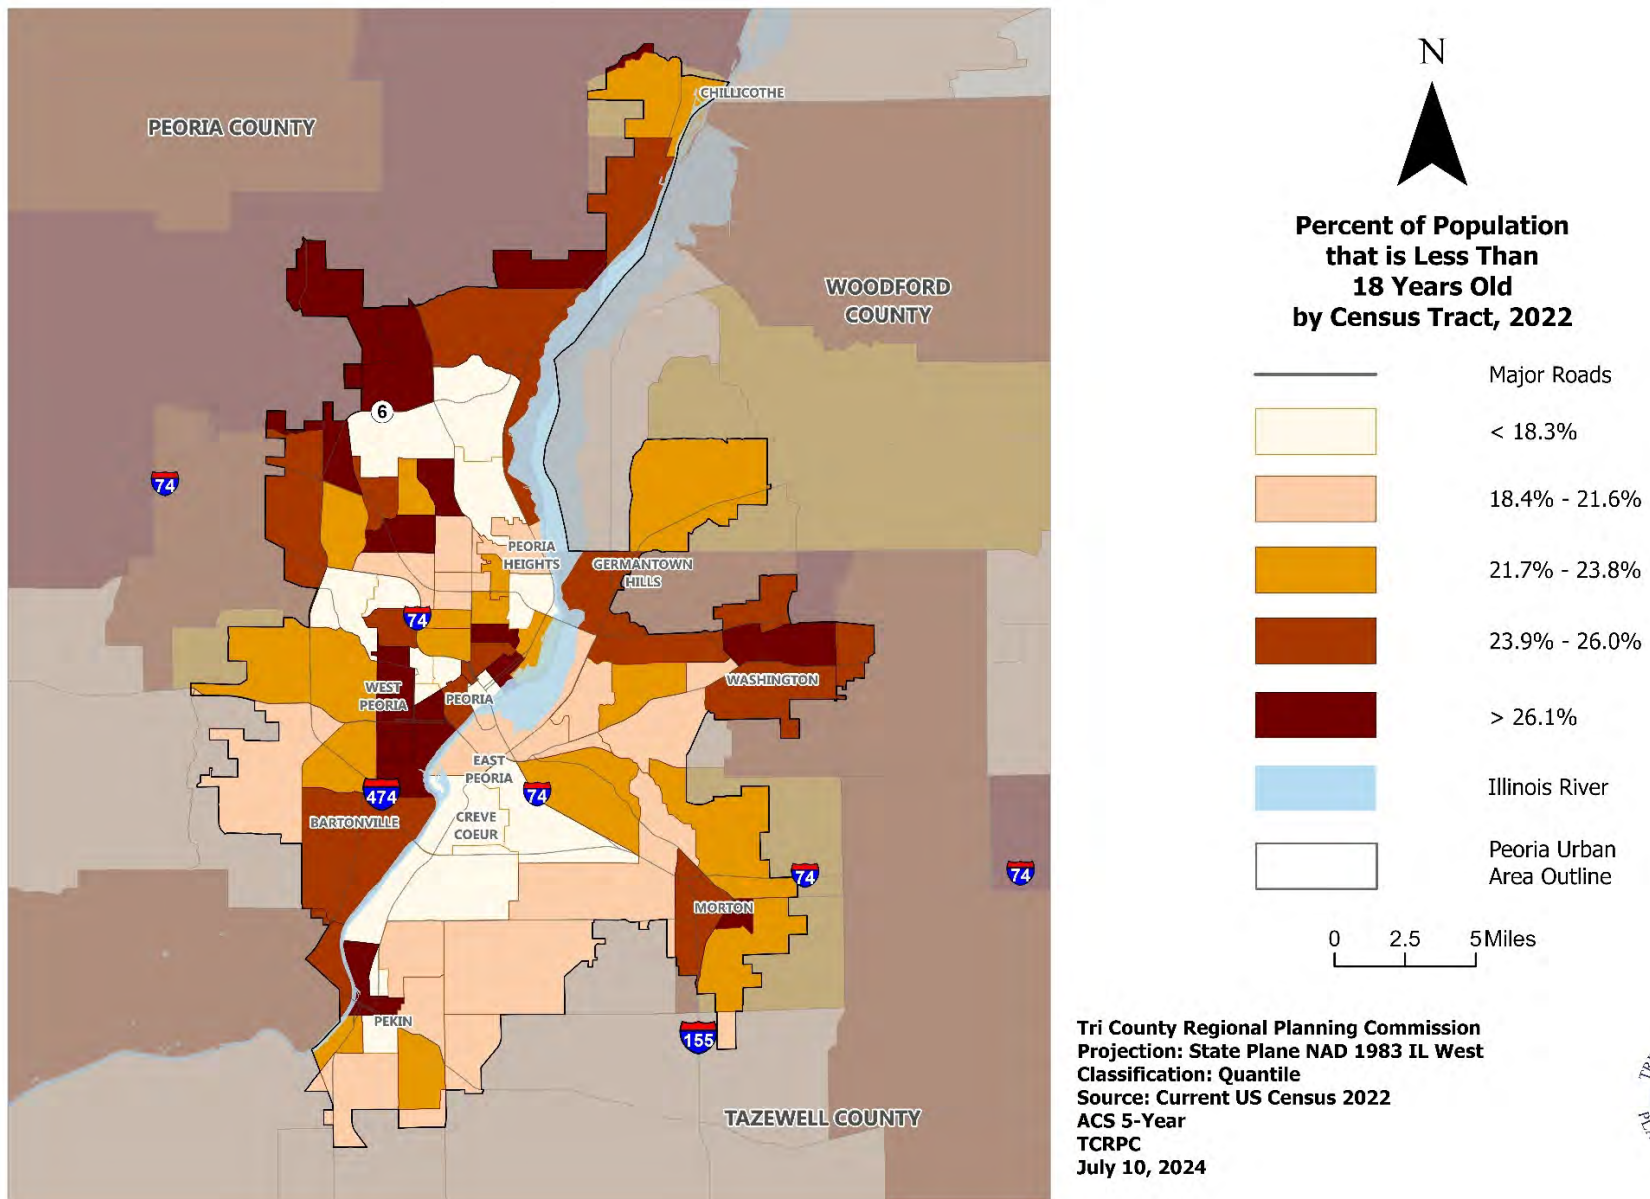 PEORIA COUNTY
CHILLICOTHE
WOODFORD
COUNTY
6
74
PEORIA
HEIGHTS
GERMANTOWN
HILLS
74
WEST
PEORIA
PEORIA
WASHINGTON
EAST
PEORIA
474
74
BARTONVILLE
CREVE
COEUR
74
74
MORTON
PEKIN
155
TAZEWELL COUNTY
N
Percent of Population
that is Less Than
18 Years Old
by Census Tract, 2022
Major Roads
< 18.3%
18.4% - 21.6%
21.7% - 23.8%
23.9% - 26.0%
> 26.1%
Illinois River
Peoria Urban
Area Outline
0 2.5 5 Miles
Tri County Regional Planning Commission
Projection: State Plane NAD 1983 IL West
Classification: Quantile
Source: Current US Census 2022
ACS 5-Year
TCRPC
July 10, 2024